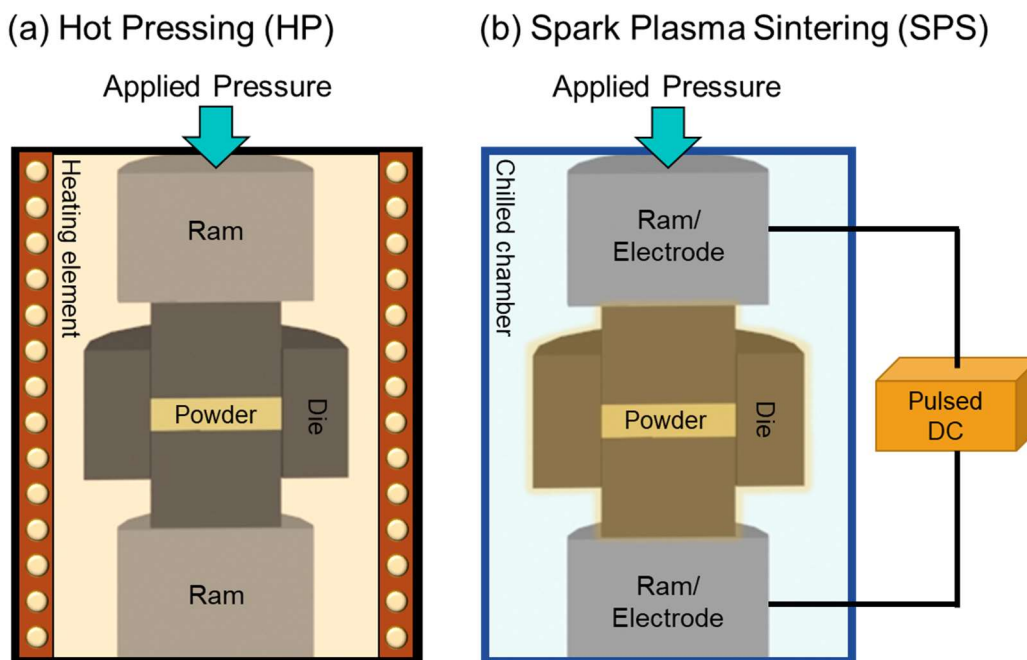 (a) Hot Pressing (HP)
Applied Pressure
Heating element
Ram
Powder
Die
Ram
(b) Spark Plasma Sintering (SPS)
Applied Pressure
Chilled chamber
Ram/
Electrode
Powder
Die
Pulsed
DC
Ram/
Electrode